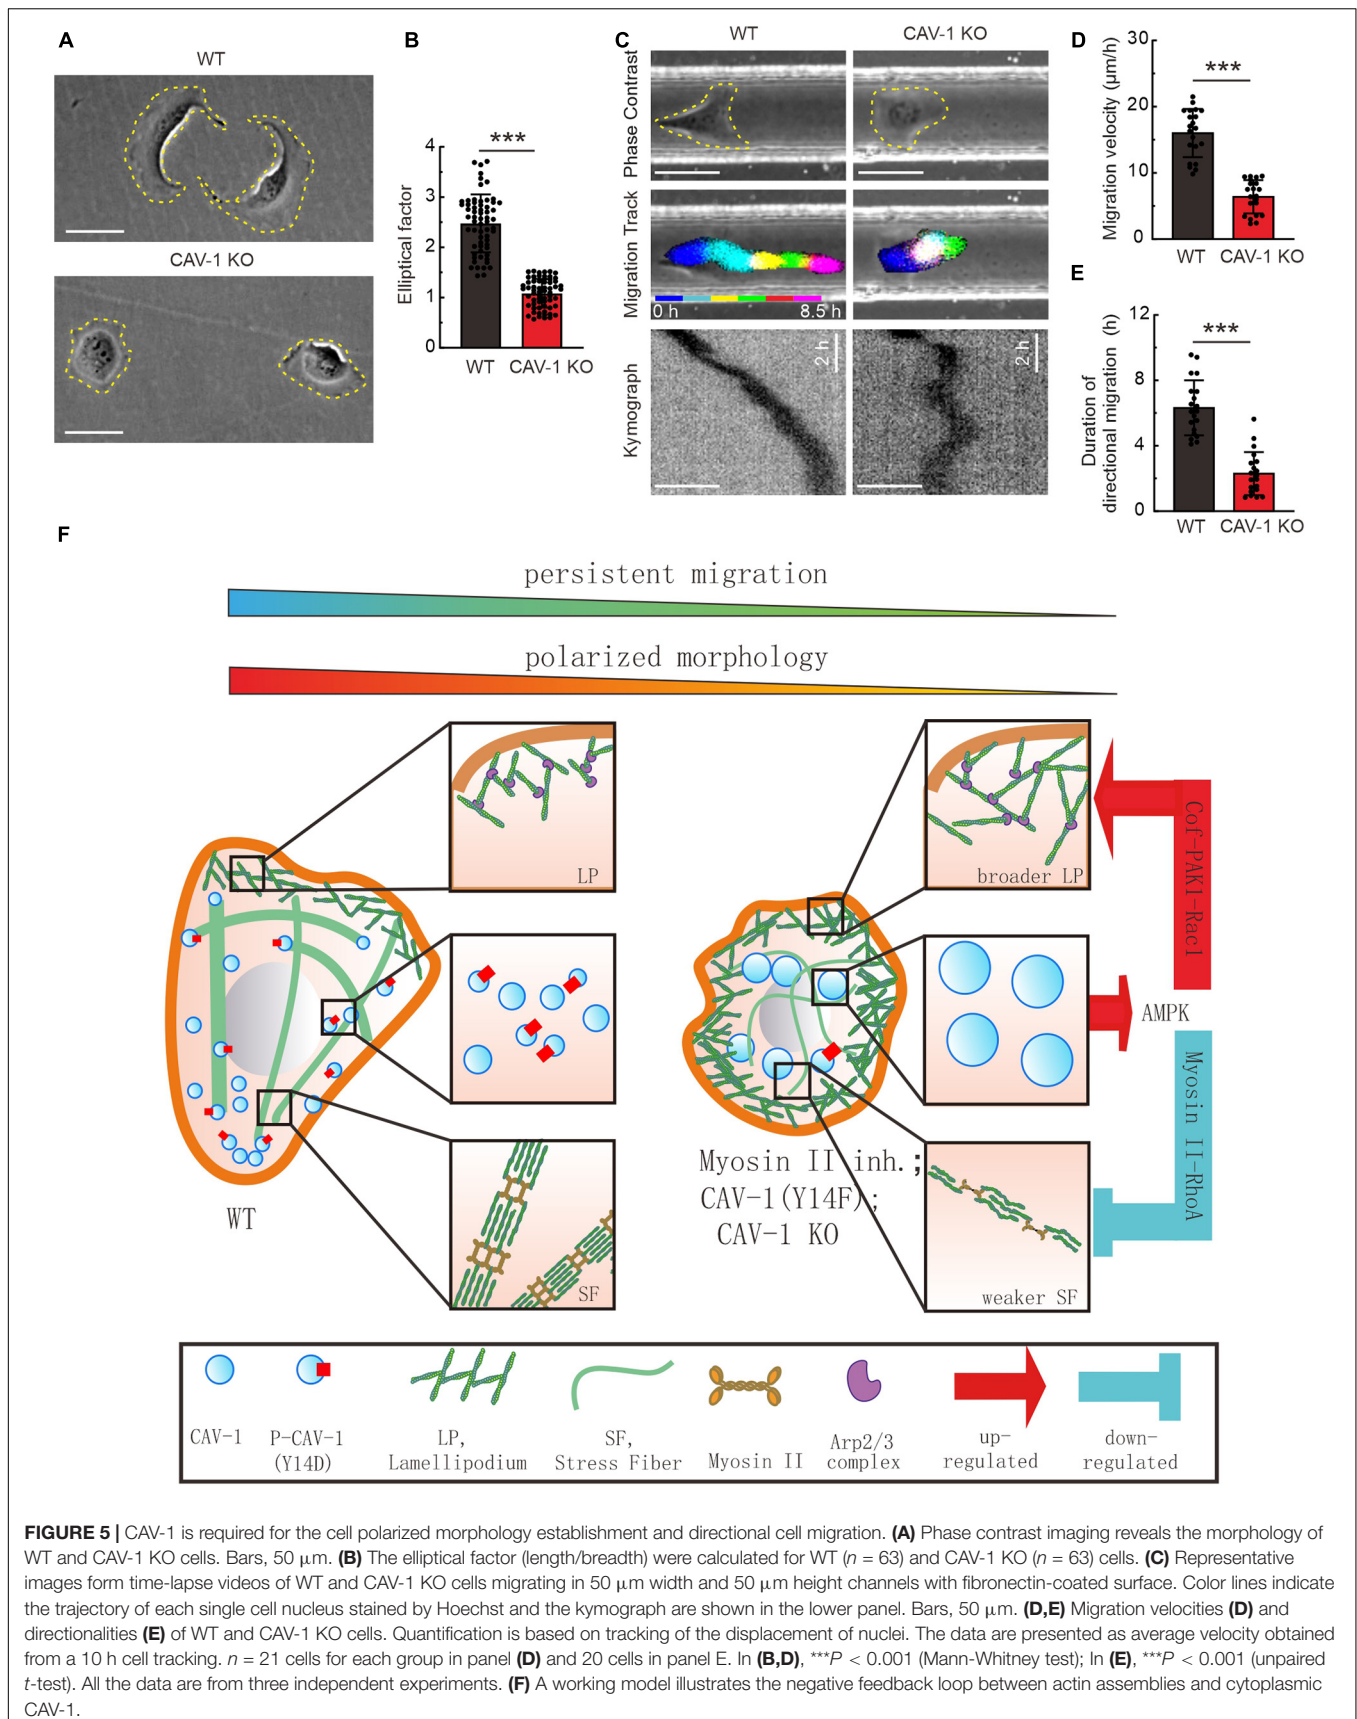 A
WT
CAV-1 KO
B
Elliptical factor
***
4
3
2
1
0
WT
CAV-1 KO
C
WT
CAV-1 KO
Phase Contrast
Migration Track
0 h
8.5 h
Kymograph
2 h
2 h
D
Migration velocity (µm/h)
30
20
10
0
***
WT
CAV-1 KO
E
Duration of
directional migration (h)
12
8
4
0
***
WT
CAV-1 KO
F
persistent migration
polarized morphology
LP
broader LP
Cof-PAK1-Rac1
AMPK
Myosin II-RhoA
WT
SF
Myosin II inh.;
CAV-1(Y14F);
CAV-1 KO
weaker SF
CAV-1
P-CAV-1
(Y14D)
LP,
Lamellipodium
SF,
Stress Fiber
Myosin II
Arp2/3
complex
up-
regulated
down-
regulated
FIGURE 5 | CAV-1 is required for the cell polarized morphology establishment and directional cell migration. (A) Phase contrast imaging reveals the morphology of
WT and CAV-1 KO cells. Bars, 50 µm. (B) The elliptical factor (length/breadth) were calculated for WT (n = 63) and CAV-1 KO (n = 63) cells. (C) Representative
images form time-lapse videos of WT and CAV-1 KO cells migrating in 50 µm width and 50 µm height channels with fibronectin-coated surface. Color lines indicate
the trajectory of each single cell nucleus stained by Hoechst and the kymograph are shown in the lower panel. Bars, 50 µm. (D,E) Migration velocities (D) and
directionalities (E) of WT and CAV-1 KO cells. Quantification is based on tracking of the displacement of nuclei. The data are presented as average velocity obtained
from a 10 h cell tracking. n = 21 cells for each group in panel (D) and 20 cells in panel E. In (B,D), ***P < 0.001 (Mann-Whitney test); In (E), ***P < 0.001 (unpaired
t-test). All the data are from three independent experiments. (F) A working model illustrates the negative feedback loop between actin assemblies and cytoplasmic
CAV-1.